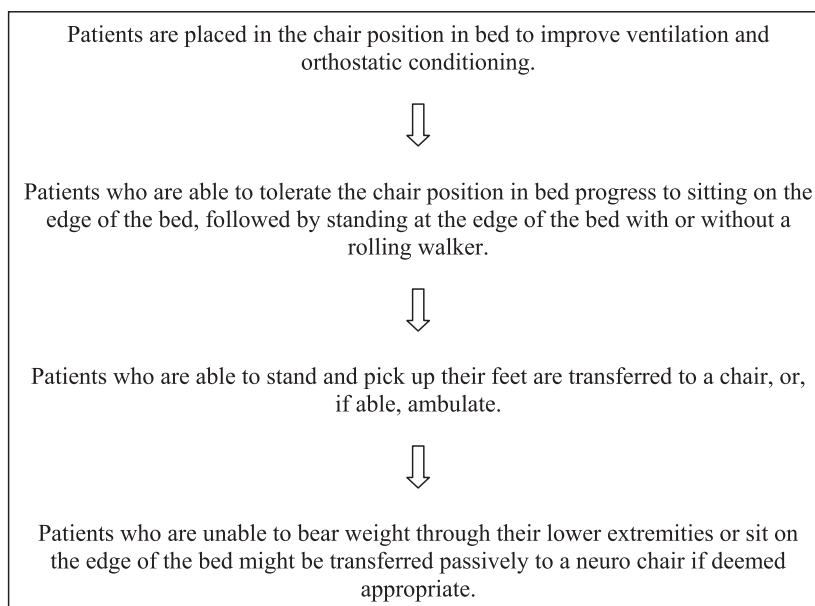 Patients are placed in the chair position in bed to improve ventilation and
orthostatic conditioning.
Patients who are able to tolerate the chair position in bed progress to sitting on the
edge of the bed, followed by standing at the edge of the bed with or without a
rolling walker.
Patients who are able to stand and pick up their feet are transferred to a chair, or,
if able, ambulate.
Patients who are unable to bear weight through their lower extremities or sit on
the edge of the bed might be transferred passively to a neuro chair if deemed
appropriate.